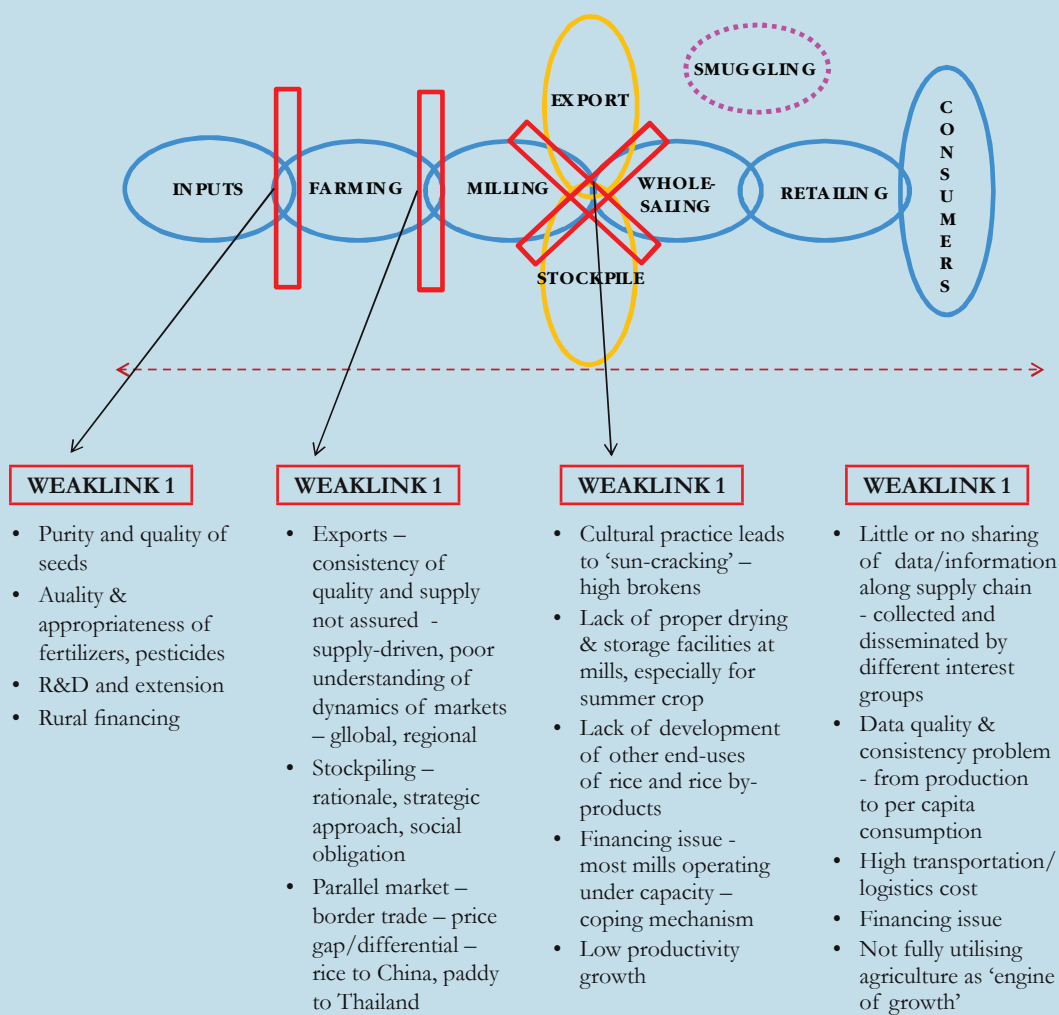 SMUGGLING
EXPORT
CONSUMERS
INPUTS
FARMING
MILLING
WHOLE-
SALING
RETAILING
STOCKPILE
WEAKLINK 1
• Purity and quality of
seeds
• Auality &
appropriateness of
fertilizers, pesticides
• R&D and extension
• Rural financing
WEAKLINK 1
• Exports –
consistency of
quality and supply
not assured -
supply-driven, poor
understanding of
dynamics of markets
– gllobal, regional
• Stockpiling –
rationale, strategic
approach, social
obligation
• Parallel market –
border trade – price
gap/differential –
rice to China, paddy
to Thailand
WEAKLINK 1
• Cultural practice leads
to ‘sun-cracking’ –
high brokens
• Lack of proper drying
& storage facilities at
mills, especially for
summer crop
• Lack of development
of other end-uses
of rice and rice by-
products
• Financing issue -
most mills operating
under capacity –
coping mechanism
• Low productivity
growth
WEAKLINK 1
• Little or no sharing
of data/information
along supply chain
- collected and
disseminated by
different interest
groups
• Data quality &
consistency problem
- from production
to per capita
consumption
• High transportation/
logistics cost
• Financing issue
• Not fully utilising
agriculture as ‘engine
of growth’